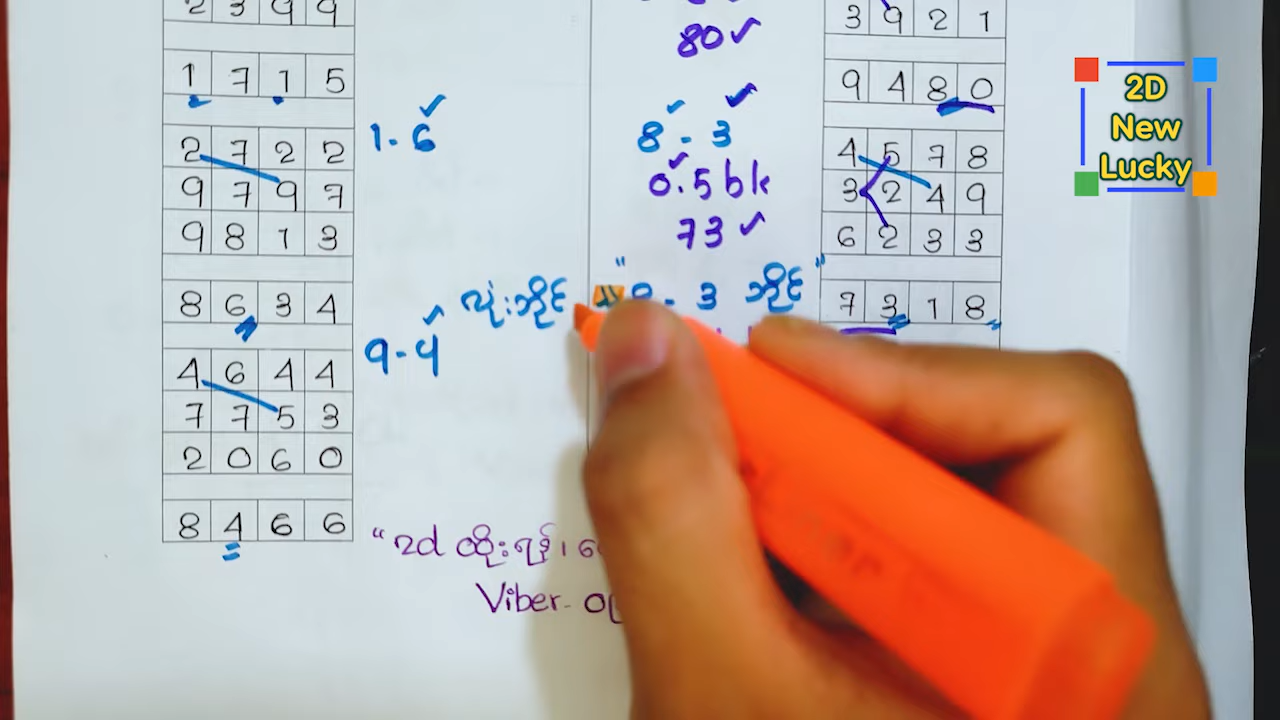 2 3 9 9
1 7 1 5
1-6
2 7 2 2
9 7 9 7
9 8 1 3
8 6 3 4
9-4
4 6 4 4
7 7 5 3
2 0 6 0
8 4 6 6
80
8-3
0.5 bk
73
လုံးဘိုင်
8-3 ဘိုင်"
"2d ထိုးရန်၊
Viber-
3 9 2 1
9 4 8 0
4 5 7 8
3 2 4 9
6 2 3 3
7 3 1 8
2D
New
Lucky